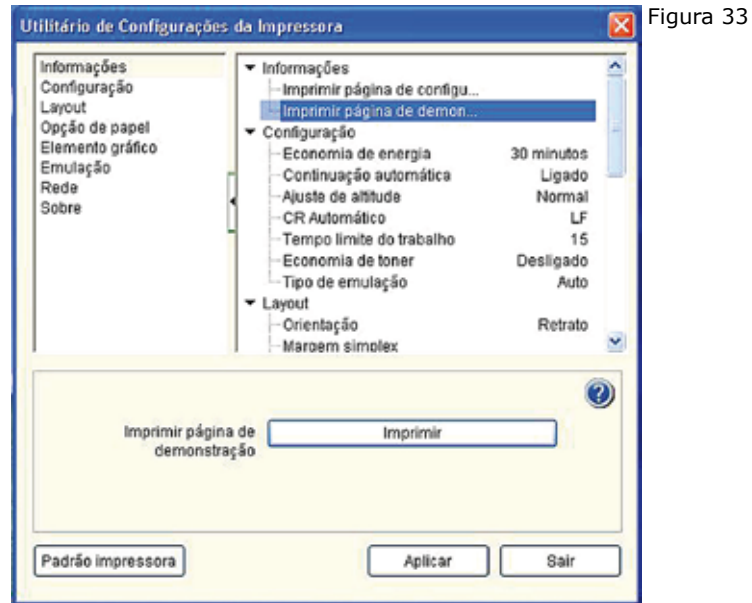 Utilitário de Configurações da Impressora
Figura 33
Informações
Configuração
Layout
Opção de papel
Elemento gráfico
Emulação
Rede
Sobre
Informações
Imprimir página de configu...
Imprimir página de demon...
Configuração
Economia de energia 30 minutos
Continuação automática Ligado
Ajuste de altitude Normal
CR Automático LF
Tempo limite do trabalho 15
Economia de toner Desligado
Tipo de emulação Auto
Layout
Orientação Retrato
Margem simplex
Imprimir página de
demonstração
Imprimir
Padrão impressora
Aplicar
Sair